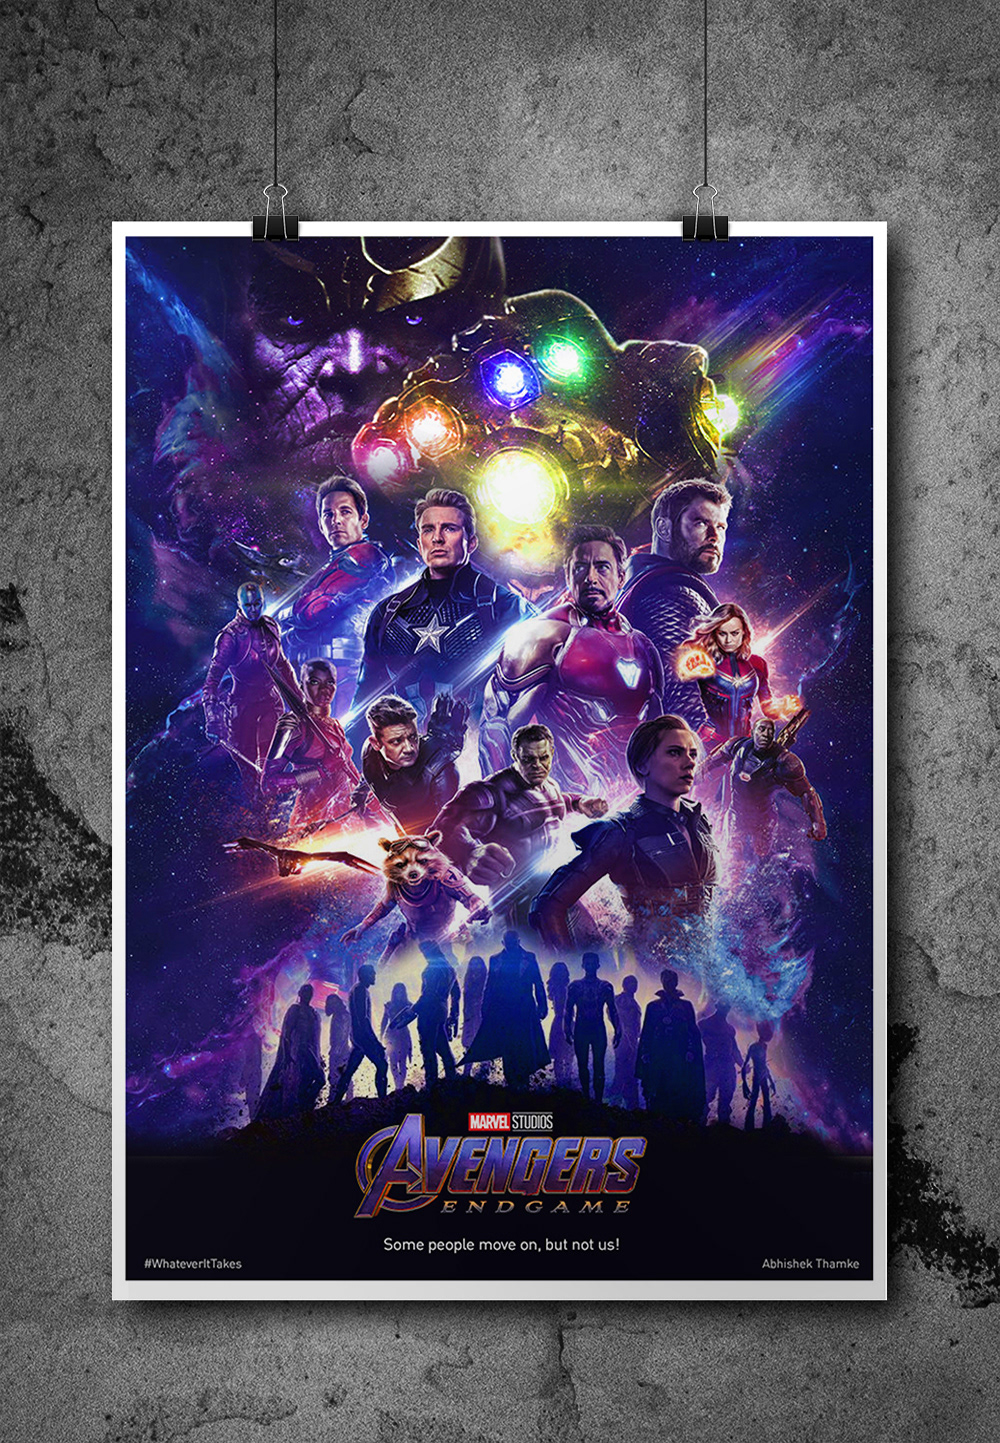 MARVEL STUDIOS
AVENGERS
ENDGAME
Some people move on, but not us!
#WhateverItTakes
Abhishek Thamke